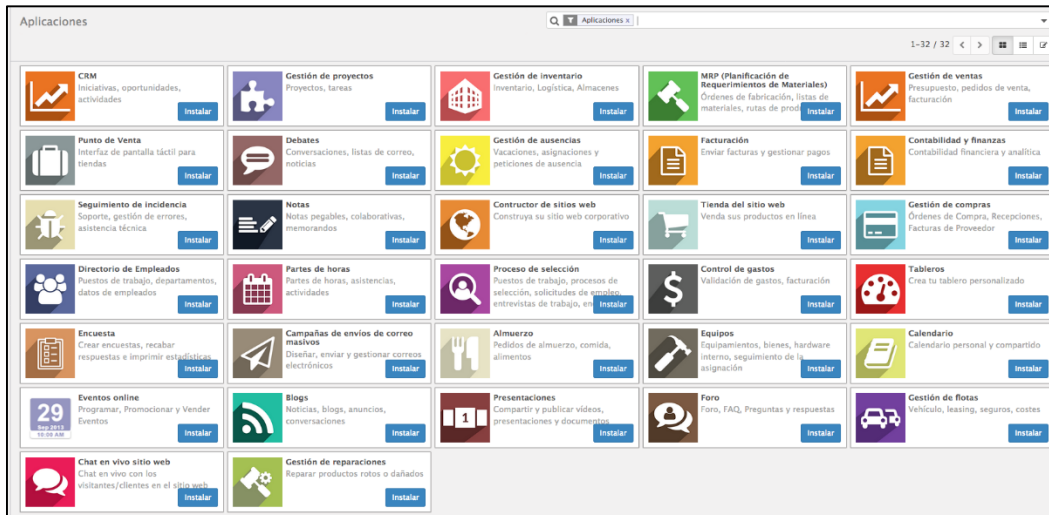 Aplicaciones
Aplicaciones x
1-32 / 32
CRM
Iniciativas, oportunidades,
actividades
Instalar
Gestión de proyectos
Proyectos, tareas
Instalar
Gestión de inventario
Inventario, Logística, Almacenes
Instalar
MRP (Planificación de
Requerimientos de Materiales)
Órdenes de fabricación, listas de
materiales, rutas de prod
Instalar
Gestión de ventas
Presupuesto, pedidos de venta,
facturación
Instalar
Punto de Venta
Interfaz de pantalla táctil para
tiendas
Instalar
Debates
Conversaciones, listas de correo,
noticias
Instalar
Gestión de ausencias
Vacaciones, asignaciones y
peticiones de ausencia
Instalar
Facturación
Enviar facturas y gestionar pagos
Instalar
Contabilidad y finanzas
Contabilidad financiera y analítica
Instalar
Seguimiento de incidencia
Soporte, gestión de errores,
asistencia técnica
Instalar
Notas
Notas pegables, colaborativas,
memorandos
Instalar
Contructor de sitios web
Construya su sitio web corporativo
Instalar
Tienda del sitio web
Venda sus productos en línea
Instalar
Gestión de compras
Órdenes de Compra, Recepciones,
Facturas de Proveedor
Instalar
Directorio de Empleados
Puestos de trabajo, departamentos,
datos de empleados
Instalar
Partes de horas
Partes de horas, asistencias,
actividades
Instalar
Proceso de selección
Puestos de trabajo, procesos de
selección, solicitudes de empleo,
entrevistas de trabajo, en
Instalar
Control de gastos
Validación de gastos, facturación
Instalar
Tableros
Crea tu tablero personalizado
Instalar
Encuesta
Crear encuestas, recabar
respuestas e imprimir estadísticas
Instalar
Campañas de envíos de correo
masivos
Diseñar, enviar y gestionar correos
electrónicos
Instalar
Almuerzo
Pedidos de almuerzo, comida,
alimentos
Instalar
Equipos
Equipamientos, bienes, hardware
interno, seguimiento de la
asignación
Instalar
Calendario
Calendario personal y compartido
Instalar
29
Sep 2012
10:08 AM
Eventos online
Programar, Promocionar y Vender
Eventos
Instalar
Blogs
Noticias, blogs, anuncios,
conversaciones
Instalar
1
Presentaciones
Compartir y publicar vídeos,
presentaciones y documentos
Instalar
Foro
Foro, FAQ, Preguntas y respuestas
Instalar
Gestión de flotas
Vehículo, leasing, seguros, costes
Instalar
Chat en vivo sitio web
Chat en vivo con los
visitantes/clientes en el sitio web
Instalar
Gestión de reparaciones
Reparar productos rotos o dañados
Instalar